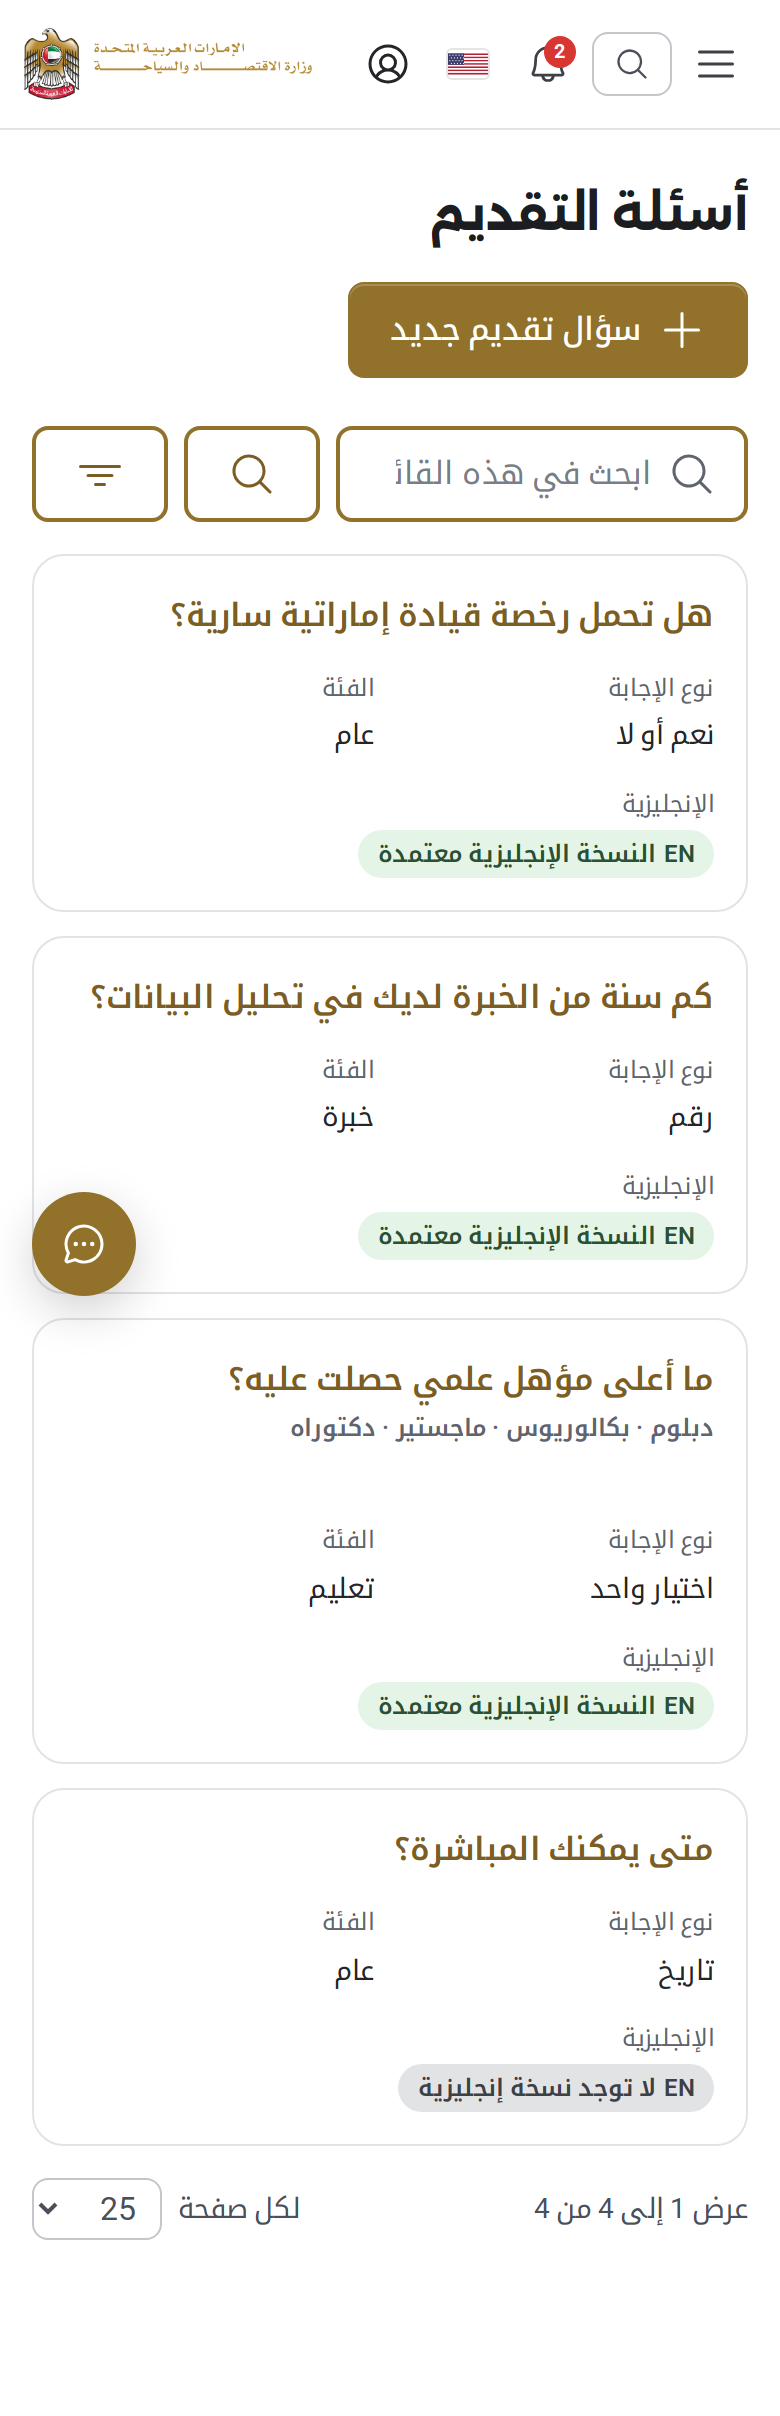 الإمارات العربية المتحدة
وزارة الاقتصاد والسياحة
2
أسئلة التقديم
سؤال تقديم جديد
ابحث في هذه القائ
هل تحمل رخصة قيادة إماراتية سارية؟
نوع الإجابة
الفئة
نعم أو لا
عام
الإنجليزية
EN النسخة الإنجليزية معتمدة
كم سنة من الخبرة لديك في تحليل البيانات؟
نوع الإجابة
الفئة
رقم
خبرة
الإنجليزية
EN النسخة الإنجليزية معتمدة
ما أعلى مؤهل علمي حصلت عليه؟
دبلوم · بكالوريوس · ماجستير · دكتوراه
نوع الإجابة
الفئة
اختيار واحد
تعليم
الإنجليزية
EN النسخة الإنجليزية معتمدة
متى يمكنك المباشرة؟
نوع الإجابة
الفئة
تاريخ
عام
الإنجليزية
EN لا توجد نسخة إنجليزية
عرض 1 إلى 4 من 4
لكل صفحة
25